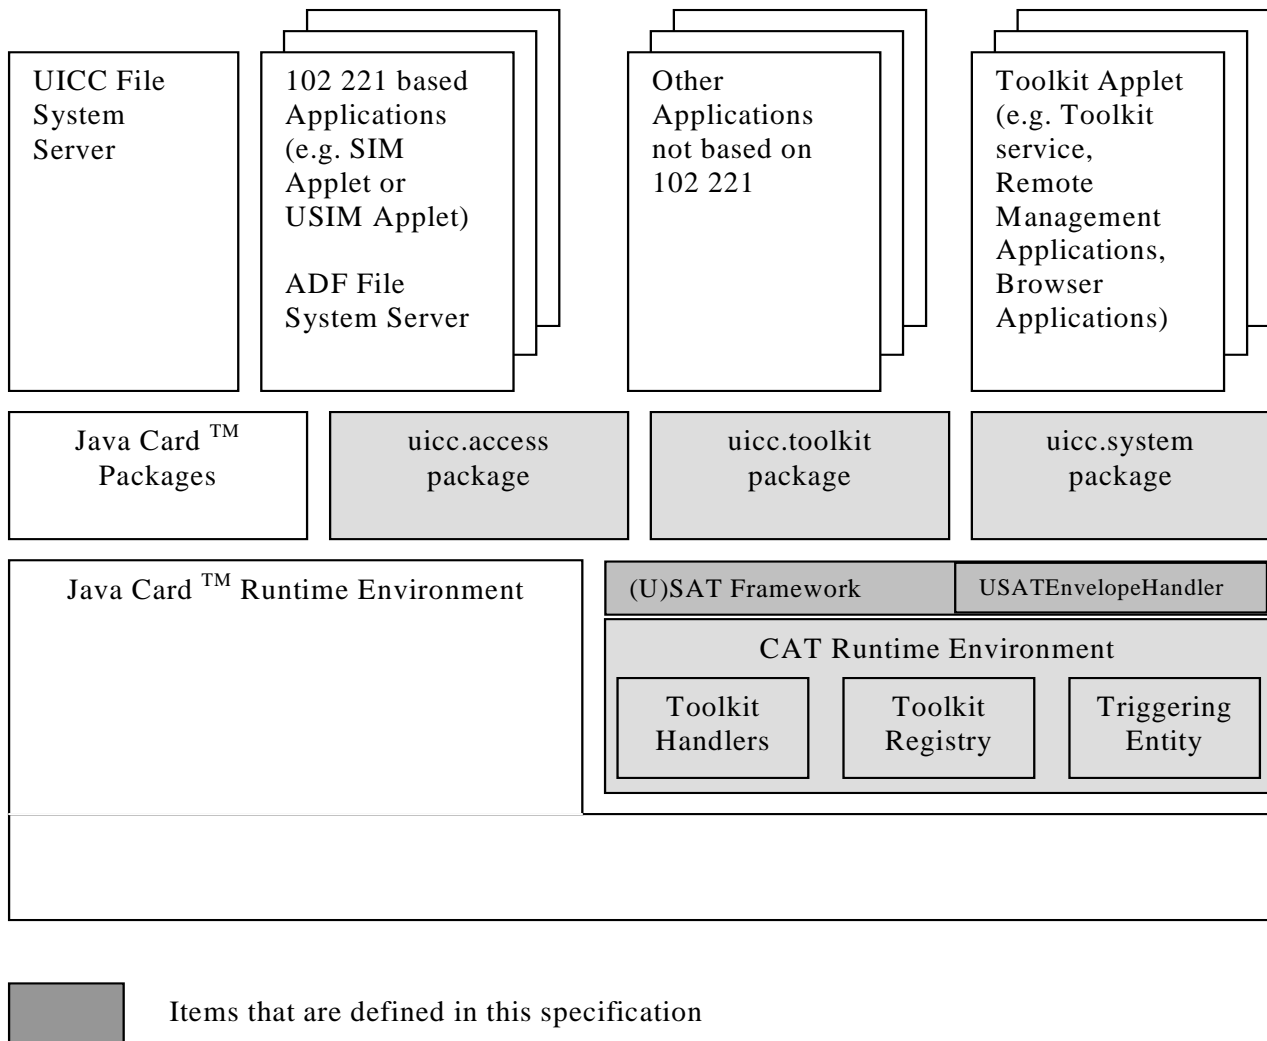 UICC File
System
Server
102 221 based
Applications
(e.g. SIM
Applet or
USIM Applet)
ADF File
System Server
Other
Applications
not based on
102 221
Toolkit Applet
(e.g. Toolkit
service,
Remote
Management
Applications,
Browser
Applications)
Java Card TM
Packages
uicc.access
package
uicc.toolkit
package
uicc.system
package
Java Card TM Runtime Environment
(U)SAT Framework
USATEnvelopeHandler
CAT Runtime Environment
Toolkit
Handlers
Toolkit
Registry
Triggering
Entity
Items that are defined in this specification